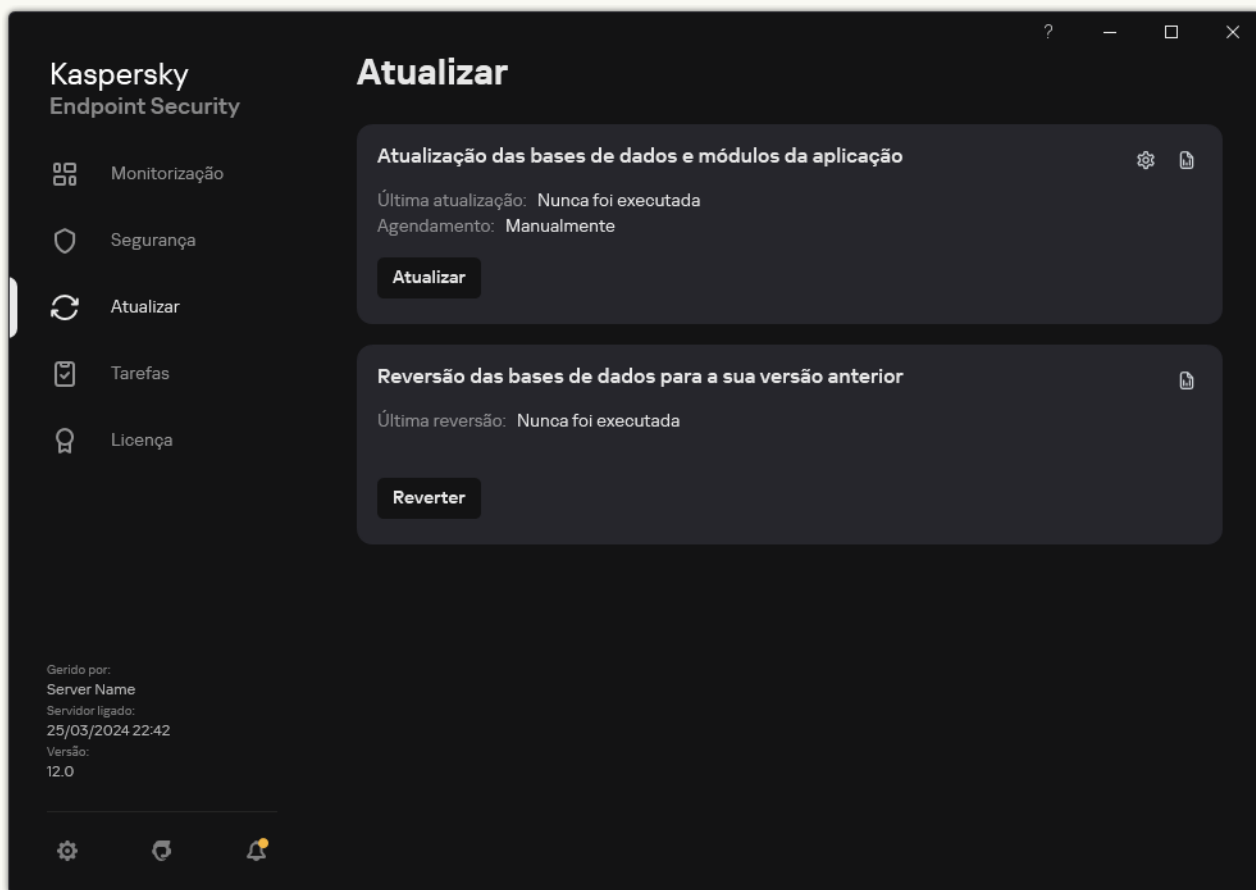 ?
Kaspersky
Endpoint Security
Monitorização
Segurança
Atualizar
Tarefas
Licença
Gerido por:
Server Name
Servidor ligado:
25/03/2024 22:42
Versão:
12.0
Atualizar
Atualização das bases de dados e módulos da aplicação
Última atualização: Nunca foi executada
Agendamento: Manualmente
Atualizar
Reversão das bases de dados para a sua versão anterior
Última reversão: Nunca foi executada
Reverter